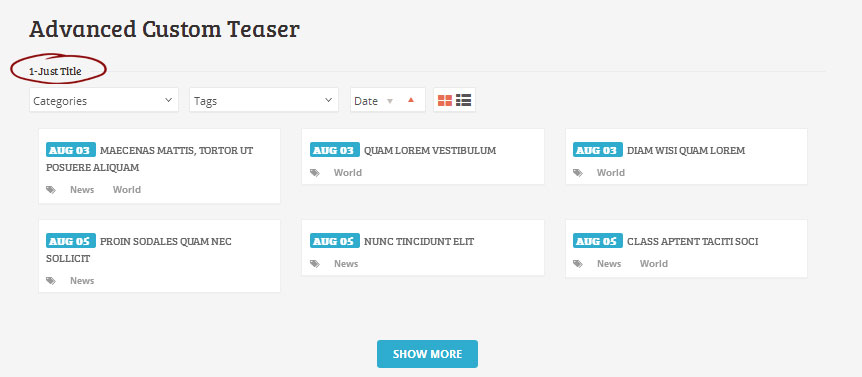 Advanced Custom Teaser
1-Just Title
Categories Tags Date
AUG 03 MAECENAS MATTIS, TORTOR UT
POSUERE ALIQUAM
News World
AUG 03 QUAM LOREM VESTIBULUM
World
AUG 03 DIAM WISI QUAM LOREM
World
AUG 05 PROIN SODALES QUAM NEC
SOLLICIT
News
AUG 05 NUNC TINCIDUNT ELIT
News
AUG 05 CLASS APTENT TACITI SOCI
News World
SHOW MORE